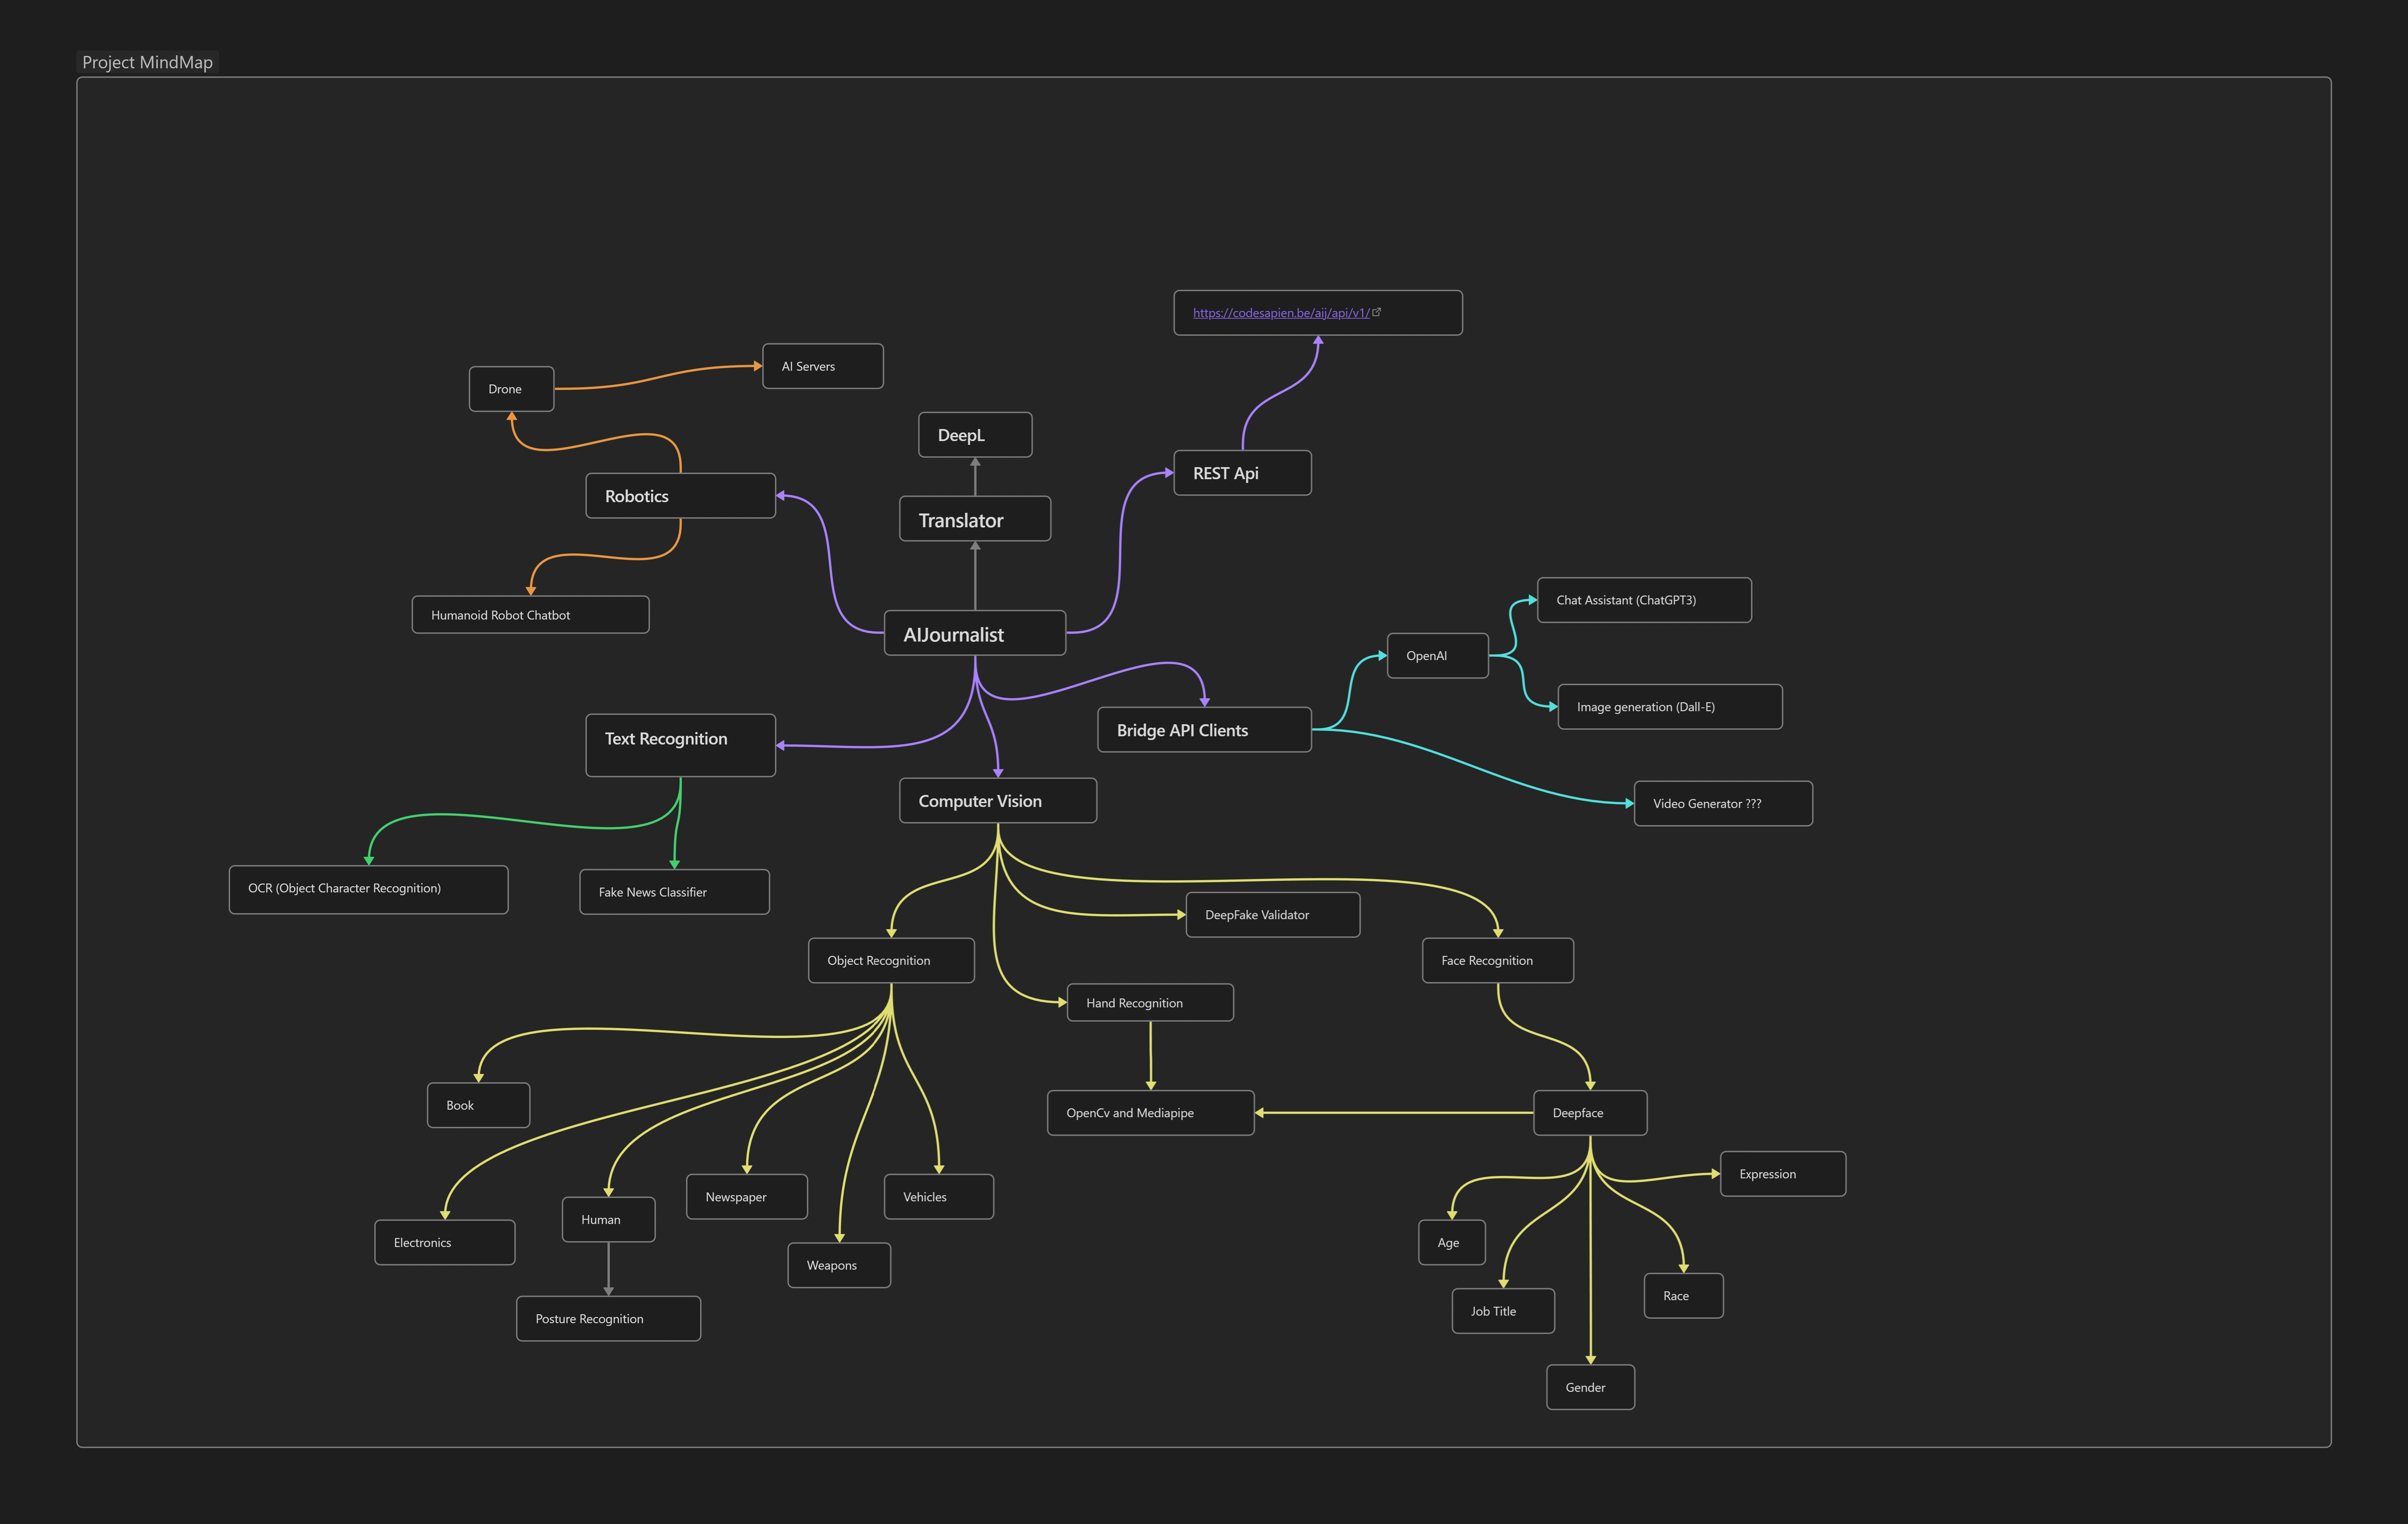 Project MindMap
https://codesapien.be/aij/api/v1/
AI Servers
Drone
DeepL
REST Api
Robotics
Translator
Chat Assistant (ChatGPT3)
Humanoid Robot Chatbot
AIJournalist
OpenAI
Image generation (Dall-E)
Bridge API Clients
Text Recognition
Computer Vision
Video Generator ???
OCR (Object Character Recognition)
Fake News Classifier
DeepFake Validator
Object Recognition
Face Recognition
Hand Recognition
Book
OpenCv and Mediapipe
Deepface
Expression
Newspaper
Vehicles
Human
Electronics
Age
Weapons
Race
Job Title
Posture Recognition
Gender